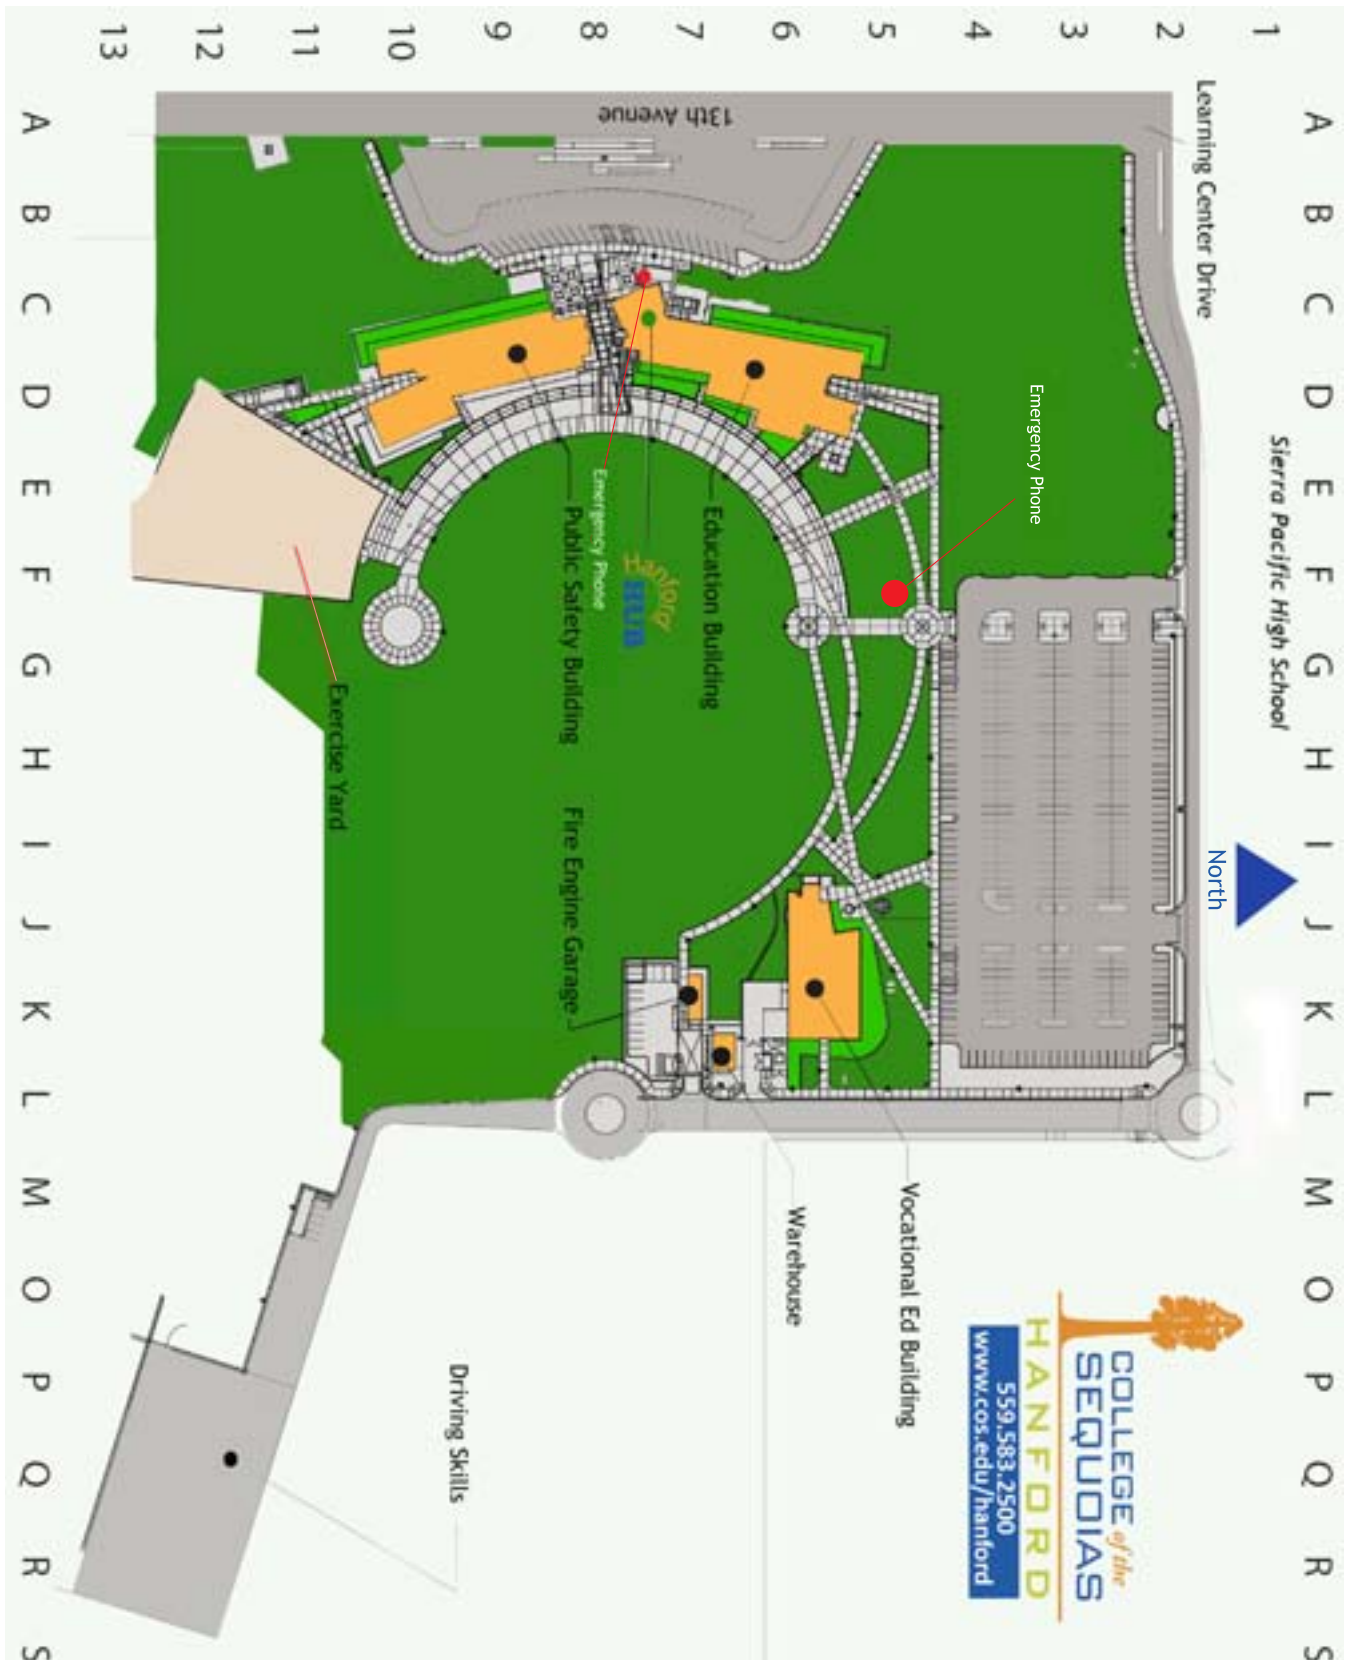 A B C D E F G H I J K L M O P Q R S
1
2
3
4
5
6
7
8
9
10
11
12
13
A B C D E F G H I J K L M O P Q R S
Learning Center Drive
Sierra Pacific High School
North
13th Avenue
Emergency Phone
Education Building
Hanford
HUB
Emergency Phone
Public Safety Building
Fire Engine Garage
Exercise Yard
Vocational Ed Building
Warehouse
Driving Skills
COLLEGE of the
SEQUOIAS
HANFORD
559.583.2500
www.cos.edu/hanford